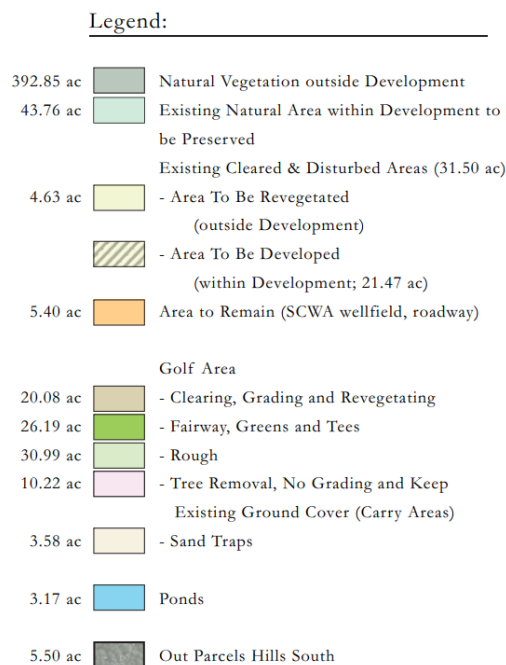 Legend:
392.85 ac Natural Vegetation outside Development
43.76 ac Existing Natural Area within Development to
be Preserved
Existing Cleared & Disturbed Areas (31.50 ac)
4.63 ac - Area To Be Revegetated
(outside Development)
- Area To Be Developed
(within Development; 21.47 ac)
5.40 ac Area to Remain (SCWA wellfield, roadway)
Golf Area
20.08 ac - Clearing, Grading and Revegetating
26.19 ac - Fairway, Greens and Tees
30.99 ac - Rough
10.22 ac - Tree Removal, No Grading and Keep
Existing Ground Cover (Carry Areas)
3.58 ac - Sand Traps
3.17 ac Ponds
5.50 ac Out Parcels Hills South